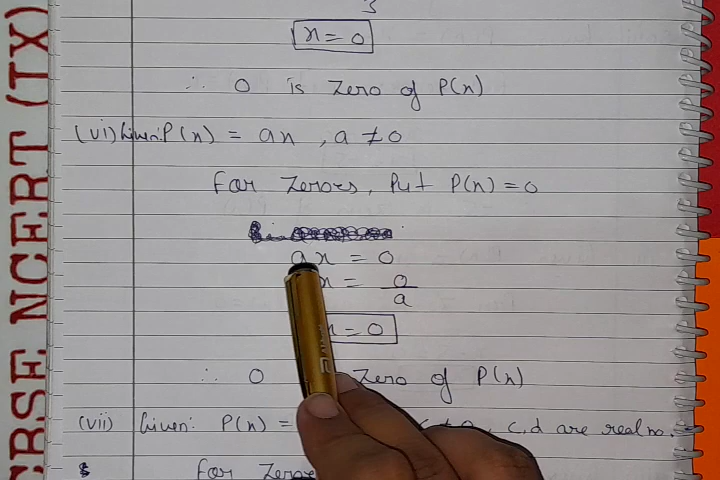 3
x = 0
∴ 0 is Zero of P(x)
(vi) Given: P(x) = ax , a ≠ 0
For Zeroes, Put P(x) = 0
ax = 0
x = 0/a
x = 0
∴ 0 Zero of P(x)
(vii) Given: P(x) = c, d are real no.
For
CBSE NCERT (TX)